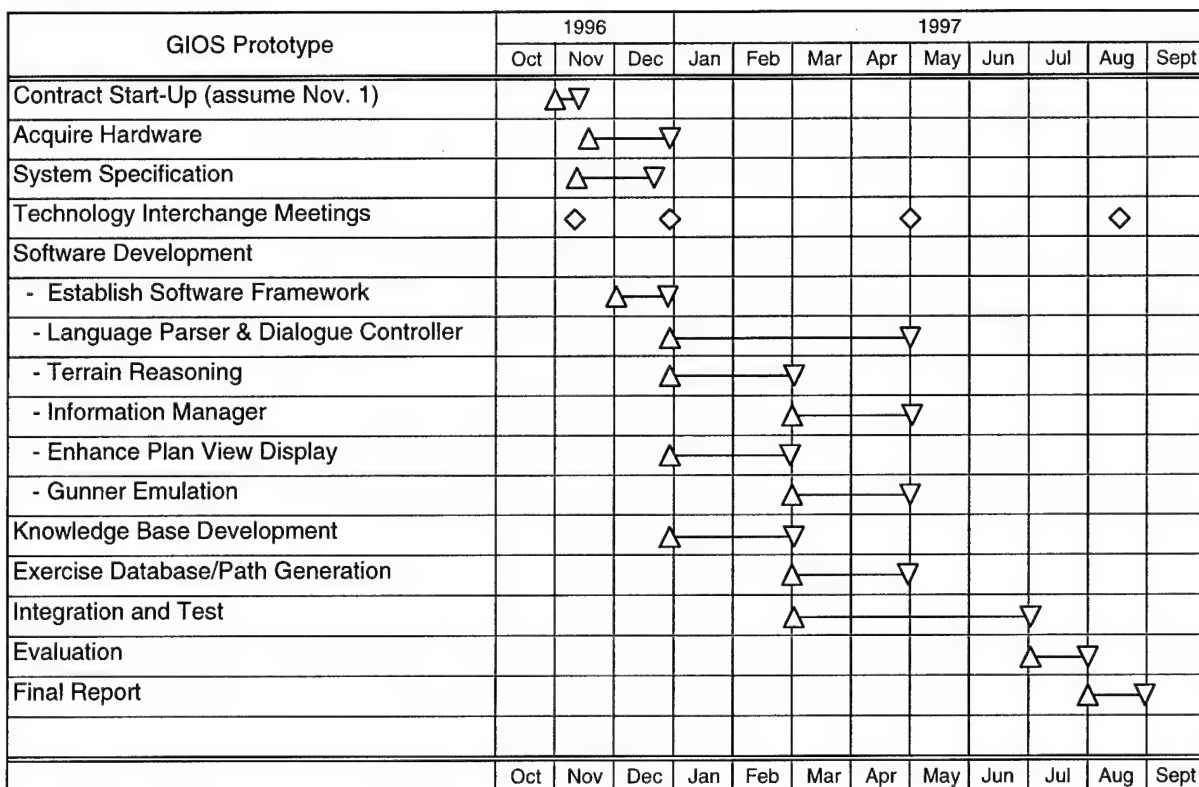 GIOS Prototype
1996 1997
Oct Nov Dec Jan Feb Mar Apr May Jun Jul Aug Sept
Contract Start-Up (assume Nov. 1)
Acquire Hardware
System Specification
Technology Interchange Meetings
Software Development
- Establish Software Framework
- Language Parser & Dialogue Controller
- Terrain Reasoning
- Information Manager
- Enhance Plan View Display
- Gunner Emulation
Knowledge Base Development
Exercise Database/Path Generation
Integration and Test
Evaluation
Final Report
Oct Nov Dec Jan Feb Mar Apr May Jun Jul Aug Sept